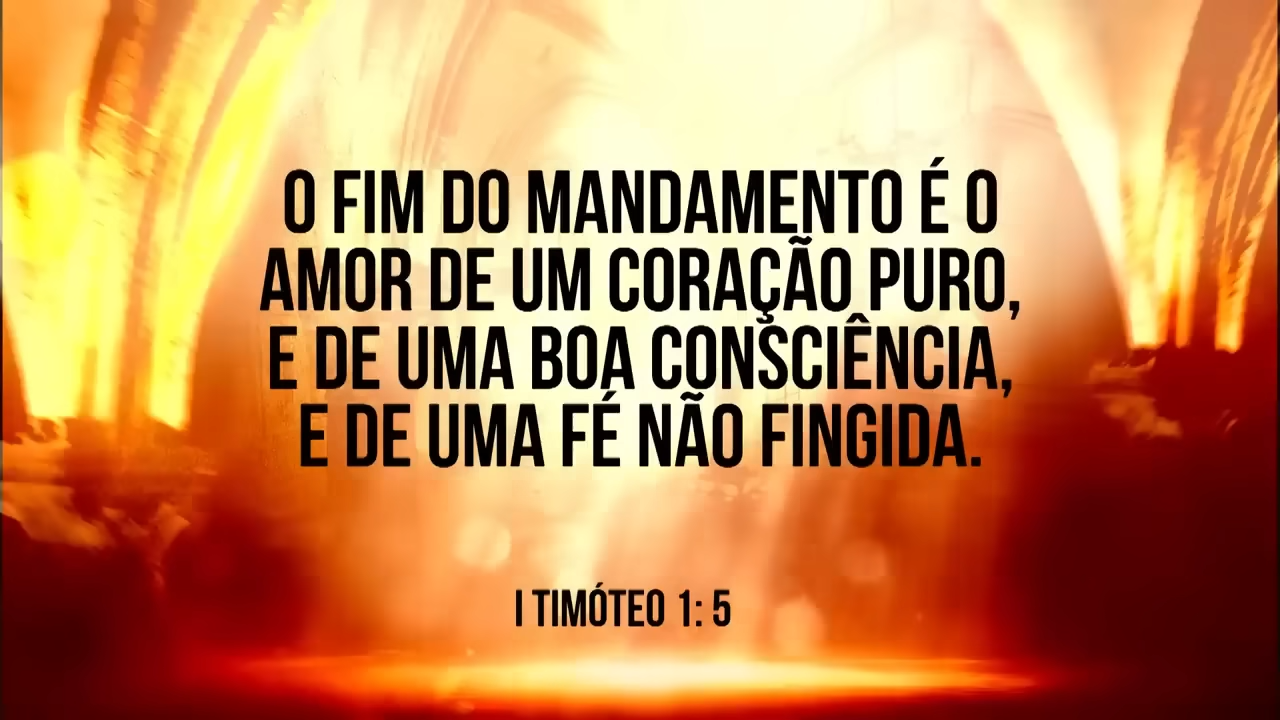 O FIM DO MANDAMENTO É O
AMOR DE UM CORAÇÃO PURO,
E DE UMA BOA CONSCIÊNCIA,
E DE UMA FÉ NÃO FINGIDA.
I TIMÓTEO 1: 5